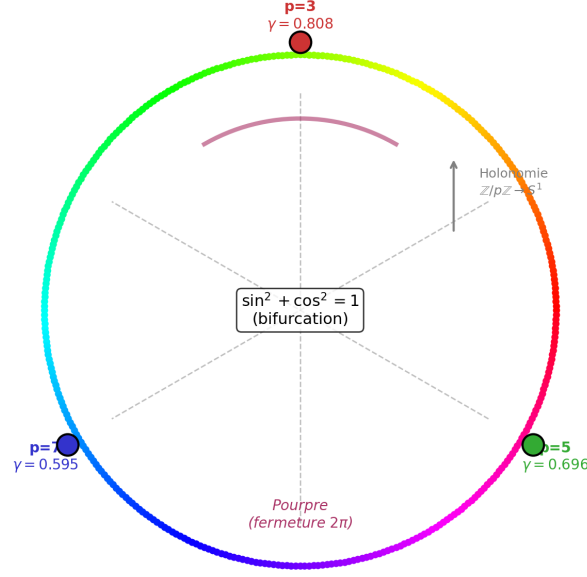 p=3
γ = 0.808
Holonomie
ℤ/pℤ → S¹
sin² + cos² = 1
(bifurcation)
p=7
γ = 0.595
p=5
γ = 0.696
Pourpre
(fermeture 2π)